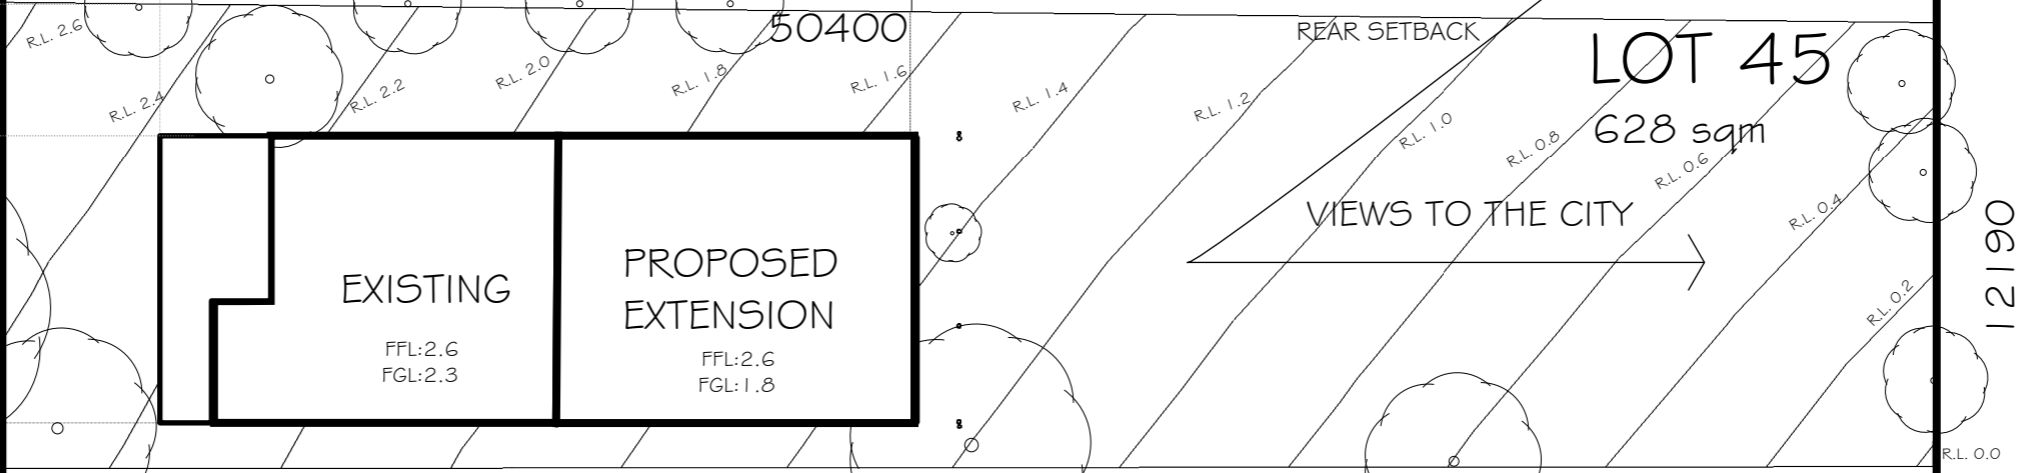 50400
REAR SETBACK
LOT 45
628 sqm
R.L. 2.6
R.L. 2.4
R.L. 2.2
R.L. 2.0
R.L. 1.8
R.L. 1.6
R.L. 1.4
R.L. 1.2
R.L. 1.0
R.L. 0.8
R.L. 0.6
R.L. 0.4
R.L. 0.2
R.L. 0.0
VIEWS TO THE CITY
12190
EXISTING
FFL:2.6
FGL:2.3
PROPOSED
EXTENSION
FFL:2.6
FGL:1.8